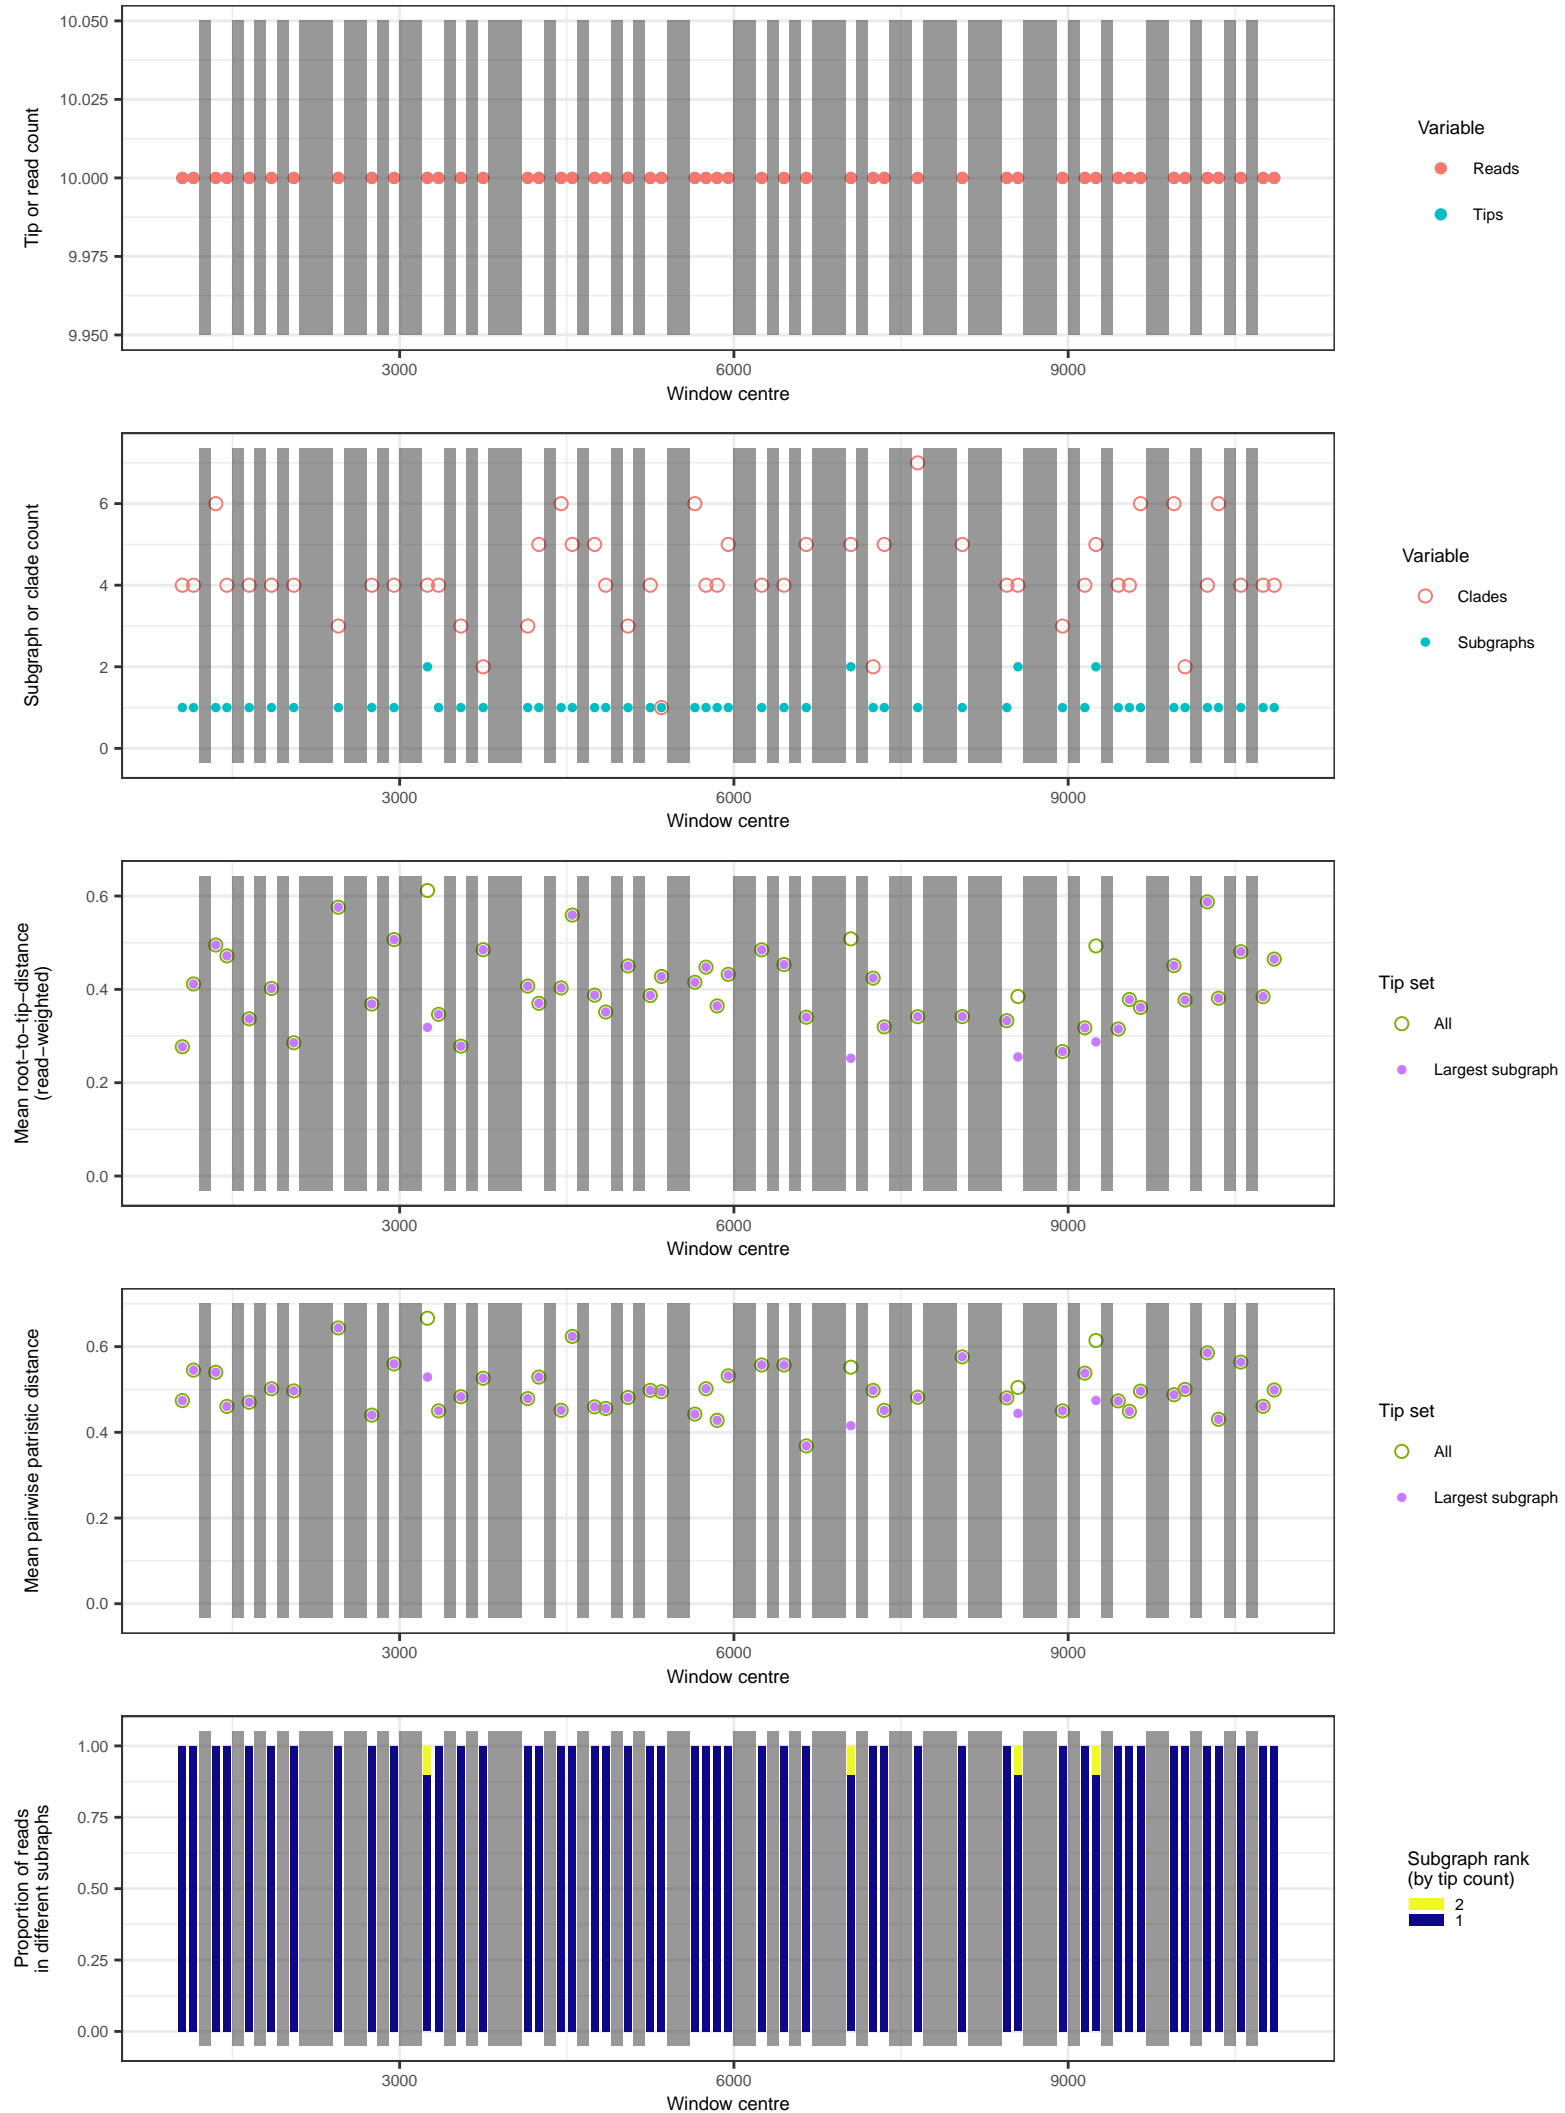 10.050
10.025
10.000
9.975
9.950
Tip or read count
3000
6000
9000
Window centre
Variable
Reads
Tips
6
4
2
0
Subgraph or clade count
3000
6000
9000
Window centre
Variable
Clades
Subgraphs
0.6
0.4
0.2
0.0
Mean root−to−tip−distance
(read−weighted)
3000
6000
9000
Window centre
Tip set
All
Largest subgraph
0.6
0.4
0.2
0.0
Mean pairwise patristic distance
3000
6000
9000
Window centre
Tip set
All
Largest subgraph
1.00
0.75
0.50
0.25
0.00
Proportion of reads
in different subraphs
3000
6000
9000
Window centre
Subgraph rank
(by tip count)
2
1